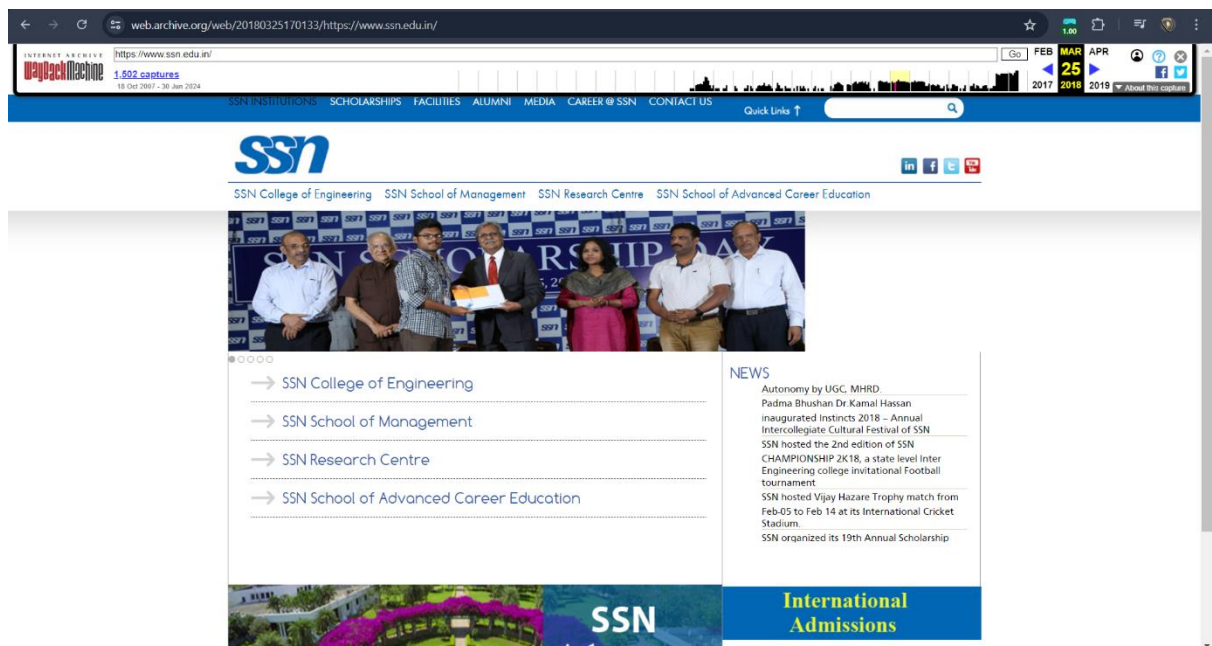 web.archive.org/web/20180325170133/https://www.ssn.edu.in/
1.00
INTERNET ARCHIVE
WayBackMachine
https://www.ssn.edu.in/
Go
FEB MAR APR
1,502 captures
25
18 Oct 2007 - 30 Jan 2024
2017 2018 2019
About this capture
SSN INSTITUTIONS SCHOLARSHIPS FACILITIES ALUMNI MEDIA CAREER @ SSN CONTACT US
Quick Links ↑
ssn
SSN College of Engineering SSN School of Management SSN Research Centre SSN School of Advanced Career Education
SSN SCHOLARSHIP DAY
SSN College of Engineering
SSN School of Management
SSN Research Centre
SSN School of Advanced Career Education
NEWS
Autonomy by UGC, MHRD.
Padma Bhushan Dr.Kamal Hassan
inaugurated Instincts 2018 – Annual
Intercollegiate Cultural Festival of SSN
SSN hosted the 2nd edition of SSN
CHAMPIONSHIP 2K18, a state level Inter
Engineering college invitational Football
tournament
SSN hosted Vijay Hazare Trophy match from
Feb-05 to Feb 14 at its International Cricket
Stadium.
SSN organized its 19th Annual Scholarship
SSN
International
Admissions